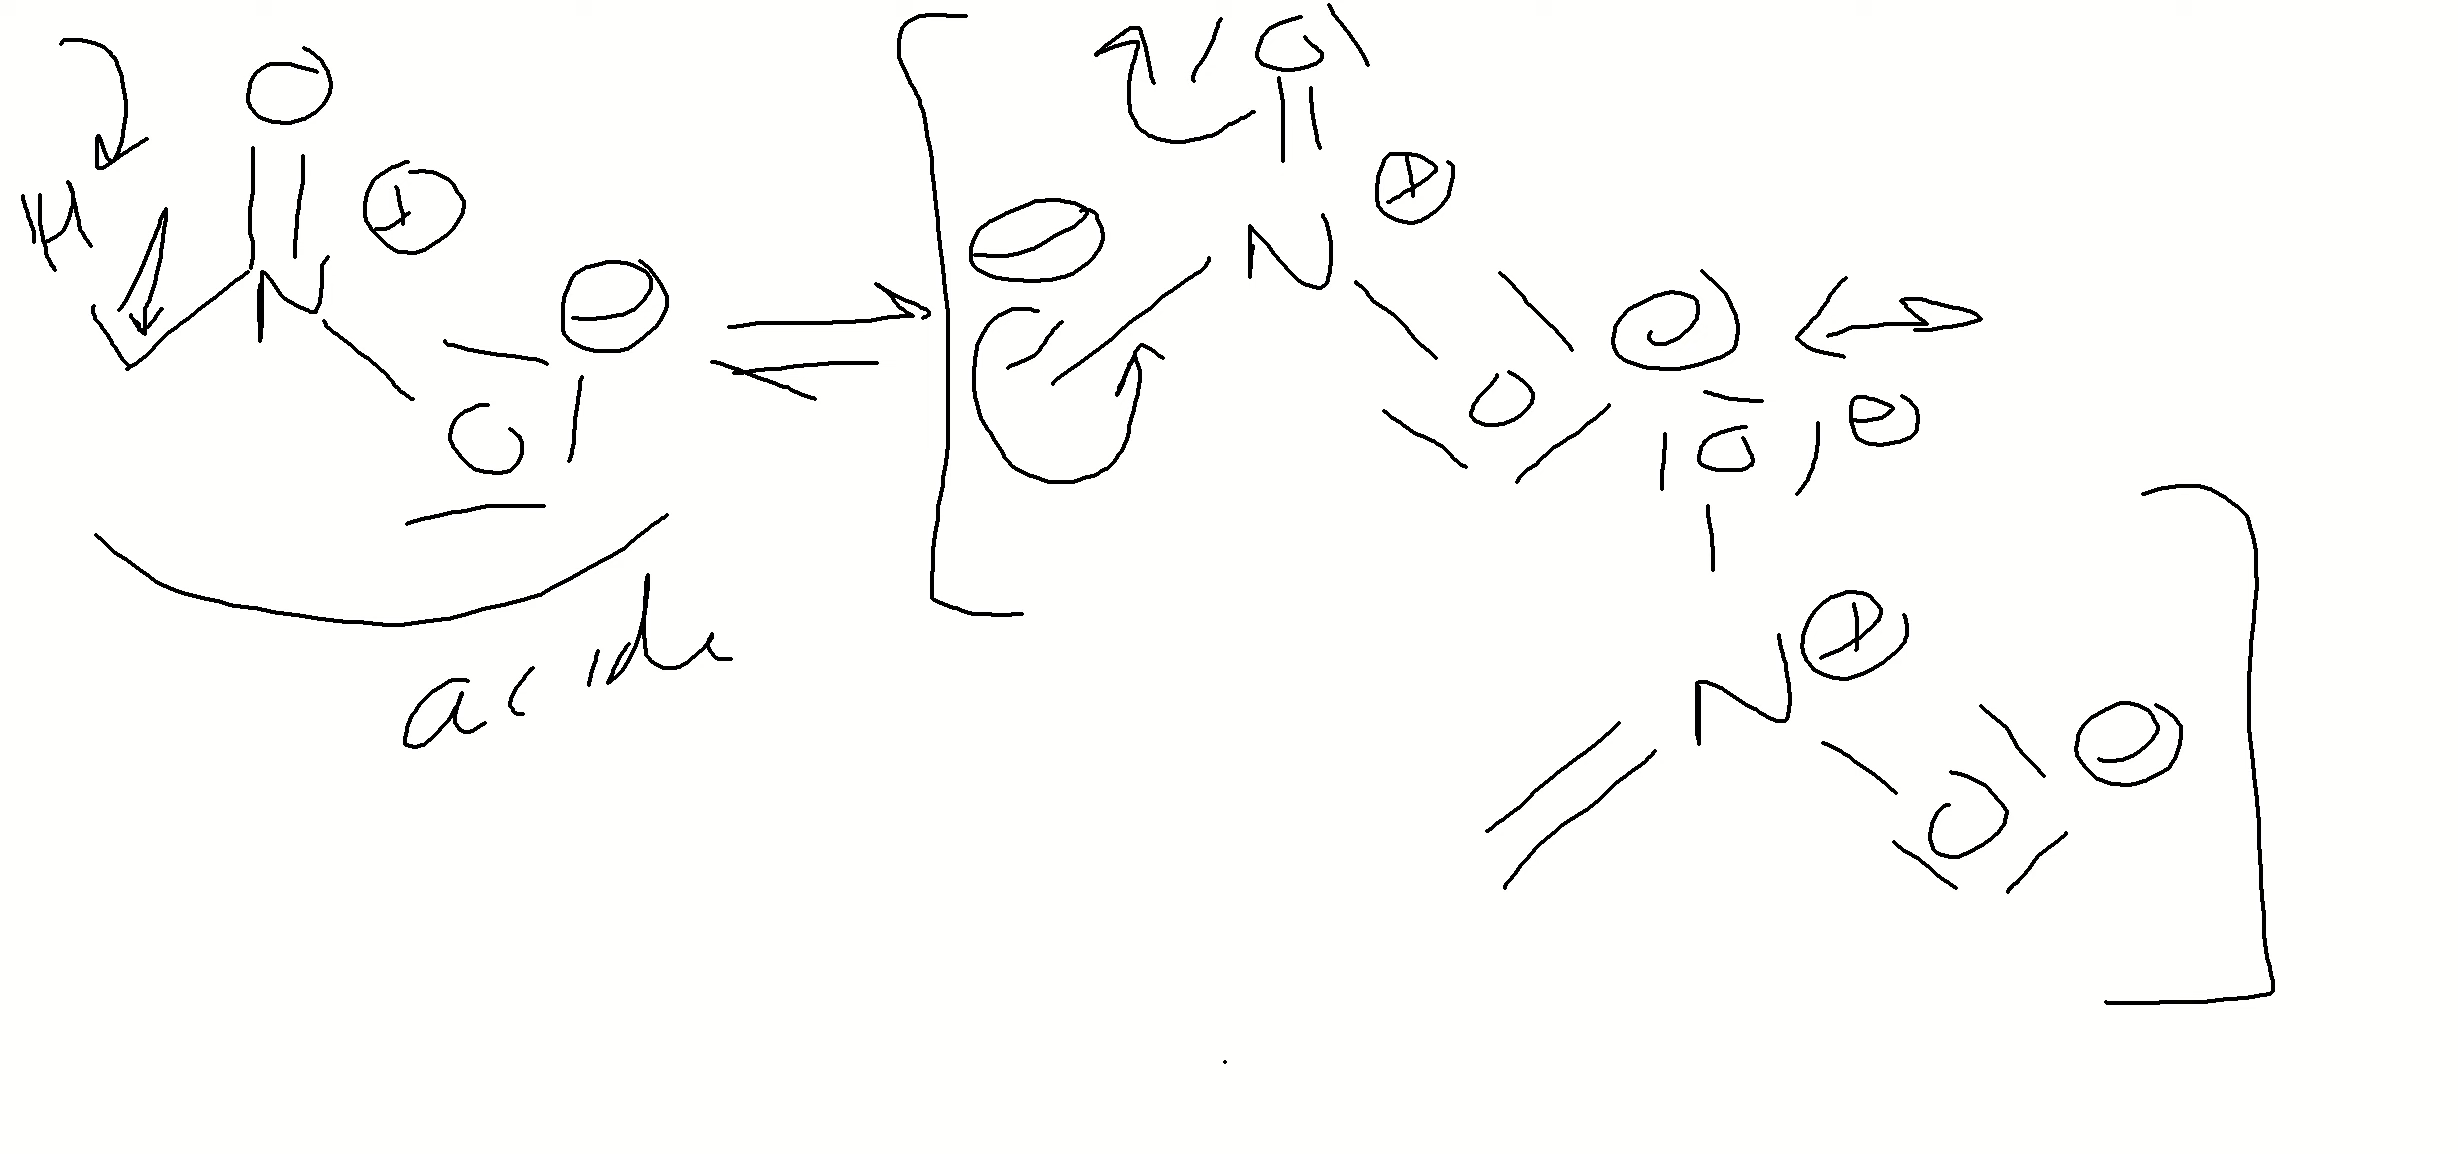 O
H
N ⊕
⊖
O
acide
O
⊖ N ⊕
O ⊖
O ⊖
N ⊕
O ⊖